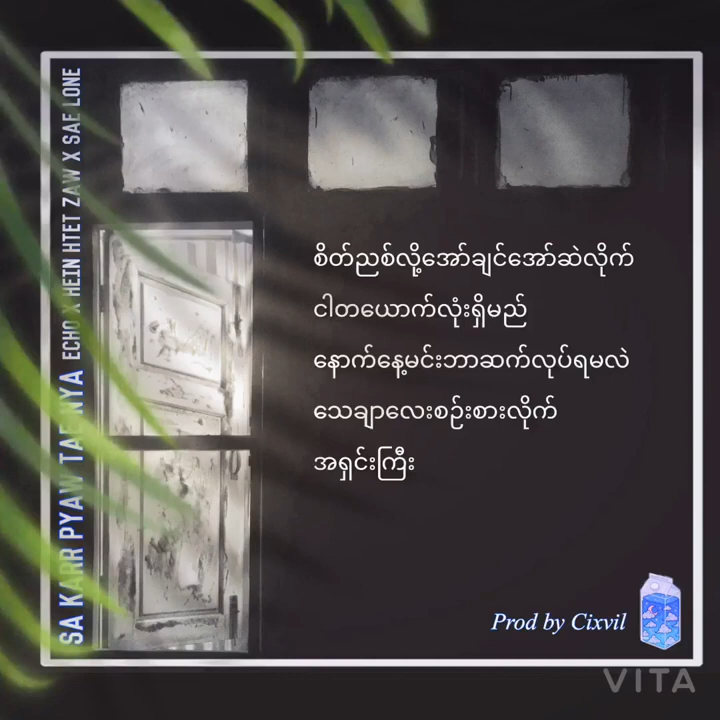 SA KARR PYAW TAE NYA ECHO X HEIN HTET ZAW X SAE LONE
စိတ်ညစ်လို့အော်ချင်အော်ဆဲလိုက်
ငါတယောက်လုံးရှိမည်
နောက်နေ့မင်းဘာဆက်လုပ်ရမလဲ
သေချာလေးစဉ်းစားလိုက်
အရှင်းကြီး
Prod by Cixvil
VITA